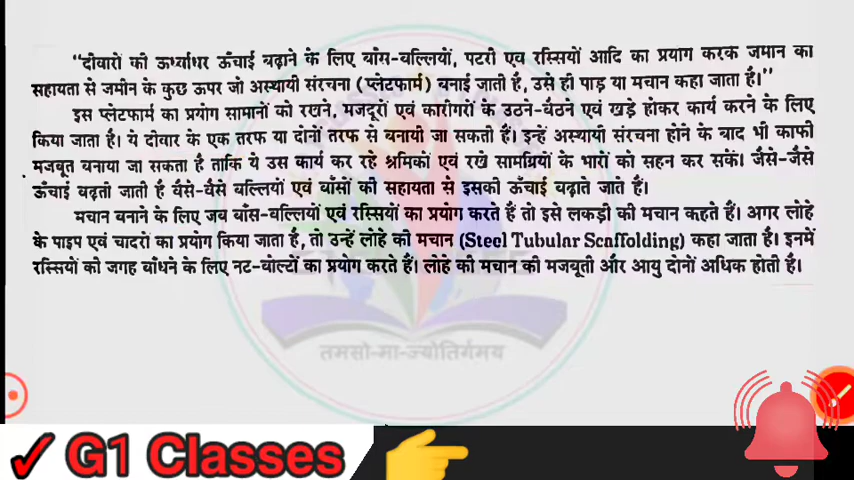 “दीवारों की ऊर्ध्वाधर ऊँचाई बढ़ाने के लिए बाँस-बल्लियों, पटरी एवं रस्सियों आदि का प्रयोग करके जमीन की
सहायता से जमीन के कुछ ऊपर जो अस्थायी संरचना (प्लेटफार्म) बनाई जाती है, उसे ही पाड़ या मचान कहा जाता है।”
इस प्लेटफार्म का प्रयोग सामानों को रखने, मजदूरों एवं कारीगरों के उठने-बैठने एवं खड़े होकर कार्य करने के लिए
किया जाता है। ये दीवार के एक तरफ या दोनों तरफ से बनायी जा सकती हैं। इन्हें अस्थायी संरचना होने के बाद भी काफी
मजबूत बनाया जा सकता है ताकि ये उस कार्य कर रहे श्रमिकों एवं रखे सामग्रियों के भारों को सहन कर सकें। जैसे-जैसे
ऊँचाई बढ़ती जाती है वैसे-वैसे बल्लियों एवं बाँसों की सहायता से इसकी ऊँचाई बढ़ाते जाते हैं।
मचान बनाने के लिए जब बाँस-बल्लियों एवं रस्सियों का प्रयोग करते हैं तो इसे लकड़ी की मचान कहते हैं। अगर लोहे
के पाइप एवं चादरों का प्रयोग किया जाता है, तो उन्हें लोहे की मचान (Steel Tubular Scaffolding) कहा जाता है। इनमें
रस्सियों की जगह बाँधने के लिए नट-बोल्टों का प्रयोग करते हैं। लोहे की मचान की मजबूती और आयु दोनों अधिक होती है।
तमसो-मा-ज्योतिर्गमय
G1 Classes